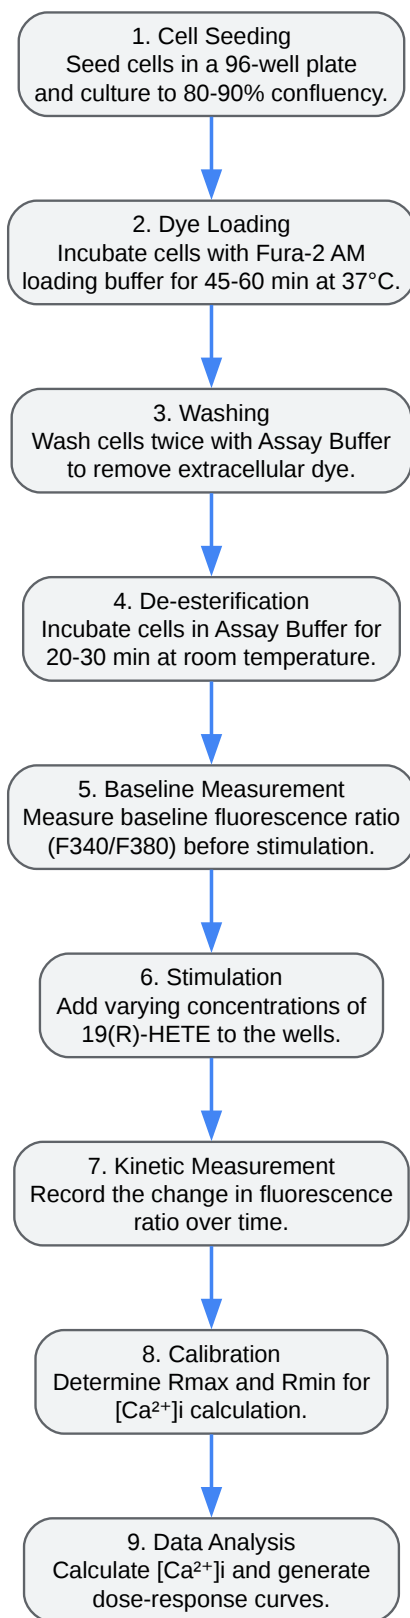 1. Cell Seeding
Seed cells in a 96-well plate
and culture to 80-90% confluency.
2. Dye Loading
Incubate cells with Fura-2 AM
loading buffer for 45-60 min at 37°C.
3. Washing
Wash cells twice with Assay Buffer
to remove extracellular dye.
4. De-esterification
Incubate cells in Assay Buffer for
20-30 min at room temperature.
5. Baseline Measurement
Measure baseline fluorescence ratio
(F340/F380) before stimulation.
6. Stimulation
Add varying concentrations of
19(R)-HETE to the wells.
7. Kinetic Measurement
Record the change in fluorescence
ratio over time.
8. Calibration
Determine Rmax and Rmin for
[Ca²⁺]i calculation.
9. Data Analysis
Calculate [Ca²⁺]i and generate
dose-response curves.